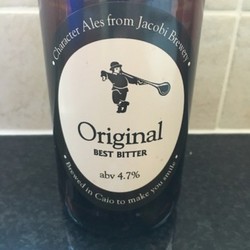 · Character Ales from Jacobi Brewery ·
Original
BEST BITTER
abv 4.7%
Brewed in Caio to make you smile